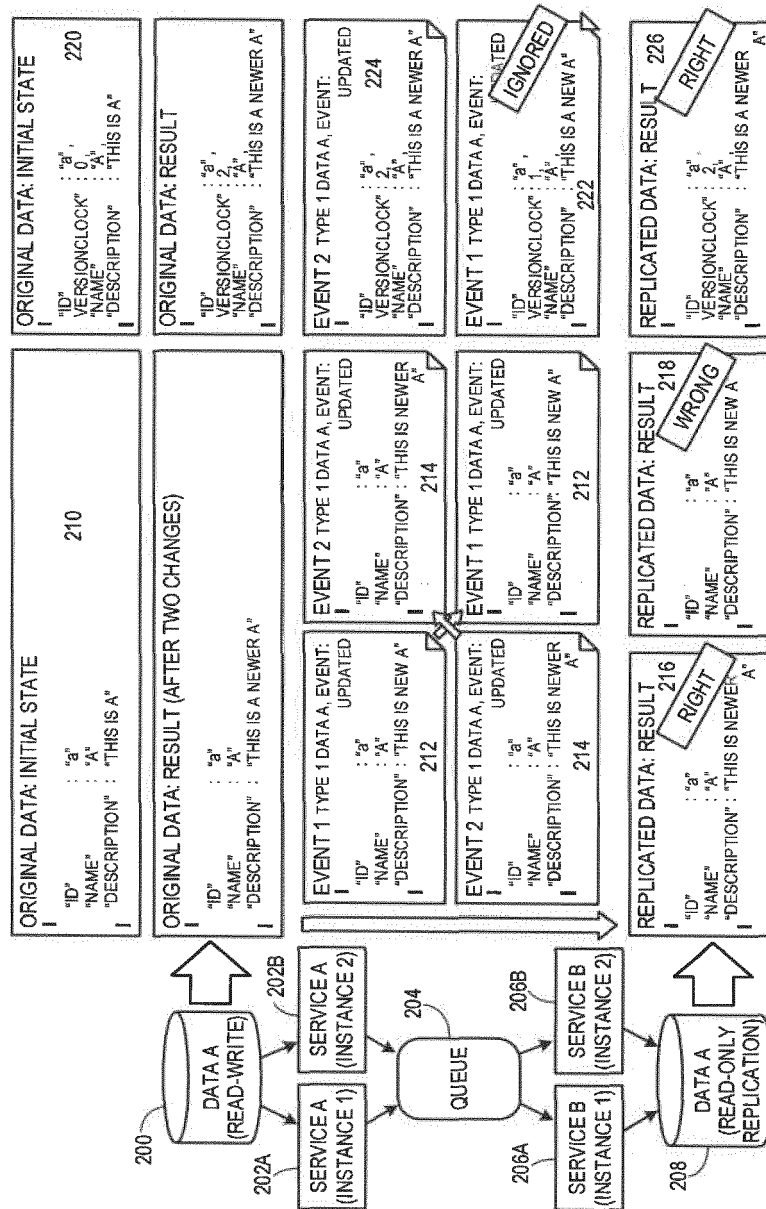 200
DATA A
(READ-WRITE)
202A
SERVICE A
(INSTANCE 1)
202B
SERVICE A
(INSTANCE 2)
204
QUEUE
206A
SERVICE B
(INSTANCE 1)
206B
SERVICE B
(INSTANCE 2)
208
DATA A
(READ-ONLY
REPLICATION)
ORIGINAL DATA: INITIAL STATE
210
"ID" : "a"
"NAME" : "A"
"DESCRIPTION" : "THIS IS A"
ORIGINAL DATA: RESULT (AFTER TWO CHANGES)
"ID" : "a"
"NAME" : "A"
"DESCRIPTION" : "THIS IS A NEWER A"
EVENT 1 TYPE 1 DATA A, EVENT:
UPDATED
"ID" : "a"
"NAME" : "A"
"DESCRIPTION" : "THIS IS NEW A"
212
EVENT 2 TYPE 1 DATA A, EVENT:
UPDATED
"ID" : "a"
"NAME" : "A"
"DESCRIPTION" : "THIS IS NEWER
A"
214
REPLICATED DATA: RESULT
216
RIGHT
"ID" : "a"
"NAME" : "A"
"DESCRIPTION" : "THIS IS NEWER
A"
EVENT 2 TYPE 1 DATA A, EVENT:
UPDATED
"ID" : "a"
"NAME" : "A"
"DESCRIPTION" : "THIS IS NEWER
A"
214
EVENT 1 TYPE 1 DATA A, EVENT:
UPDATED
"ID" : "a"
"NAME" : "A"
"DESCRIPTION" : "THIS IS NEW A"
212
REPLICATED DATA: RESULT
218
WRONG
"ID" : "a"
"NAME" : "A"
"DESCRIPTION" : "THIS IS NEW A
ORIGINAL DATA: INITIAL STATE
220
"ID" : "a",
VERSIONCLOCK" : 0,
"NAME" : "A",
"DESCRIPTION" : "THIS IS A"
ORIGINAL DATA: RESULT
"ID" : "a",
VERSIONCLOCK" : 2,
"NAME" : "A",
"DESCRIPTION" : "THIS IS A NEWER A"
EVENT 2 TYPE 1 DATA A, EVENT:
UPDATED
224
"ID" : "a",
VERSIONCLOCK" : 2,
"NAME" : "A",
"DESCRIPTION" : "THIS IS A NEWER A"
EVENT 1 TYPE 1 DATA A, EVENT:
DATED
IGNORED
"ID" : "a",
VERSIONCLOCK" : 1,
"NAME" : "A",
"DESCRIPTION" : "THIS IS A NEW A"
222
REPLICATED DATA: RESULT
226
RIGHT
"ID" : "a",
VERSIONCLOCK" : 2,
"NAME" : "A",
"DESCRIPTION" : "THIS IS A NEWER
A"